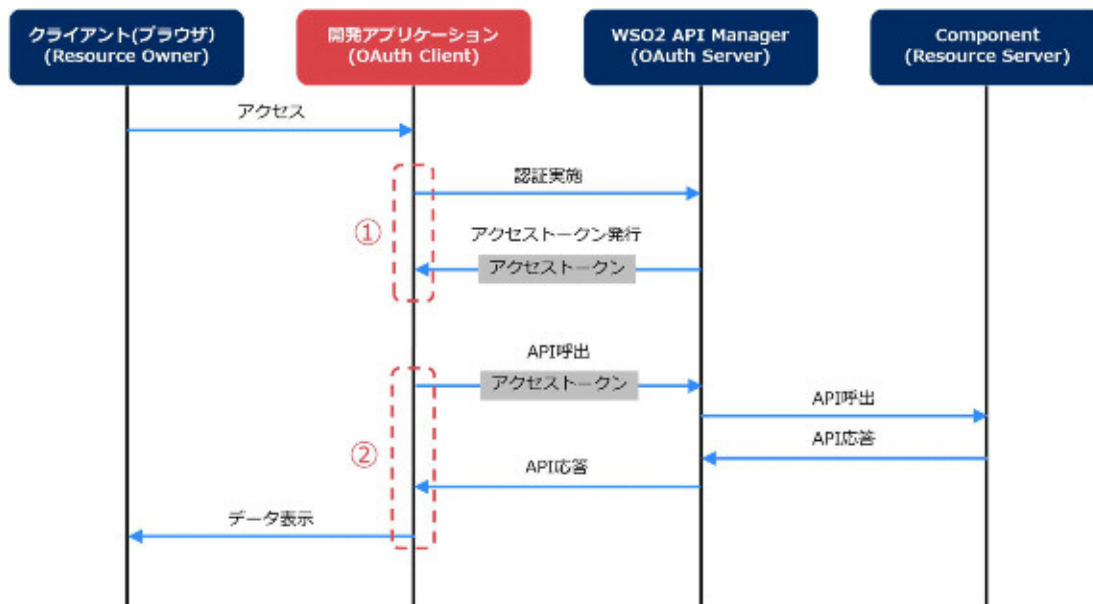 クライアント(ブラウザ)
(Resource Owner)
開発アプリケーション
(OAuth Client)
WSO2 API Manager
(OAuth Server)
Component
(Resource Server)
アクセス
認証実施
①
アクセストークン発行
アクセストークン
API呼出
アクセストークン
API呼出
API応答
②
API応答
データ表示